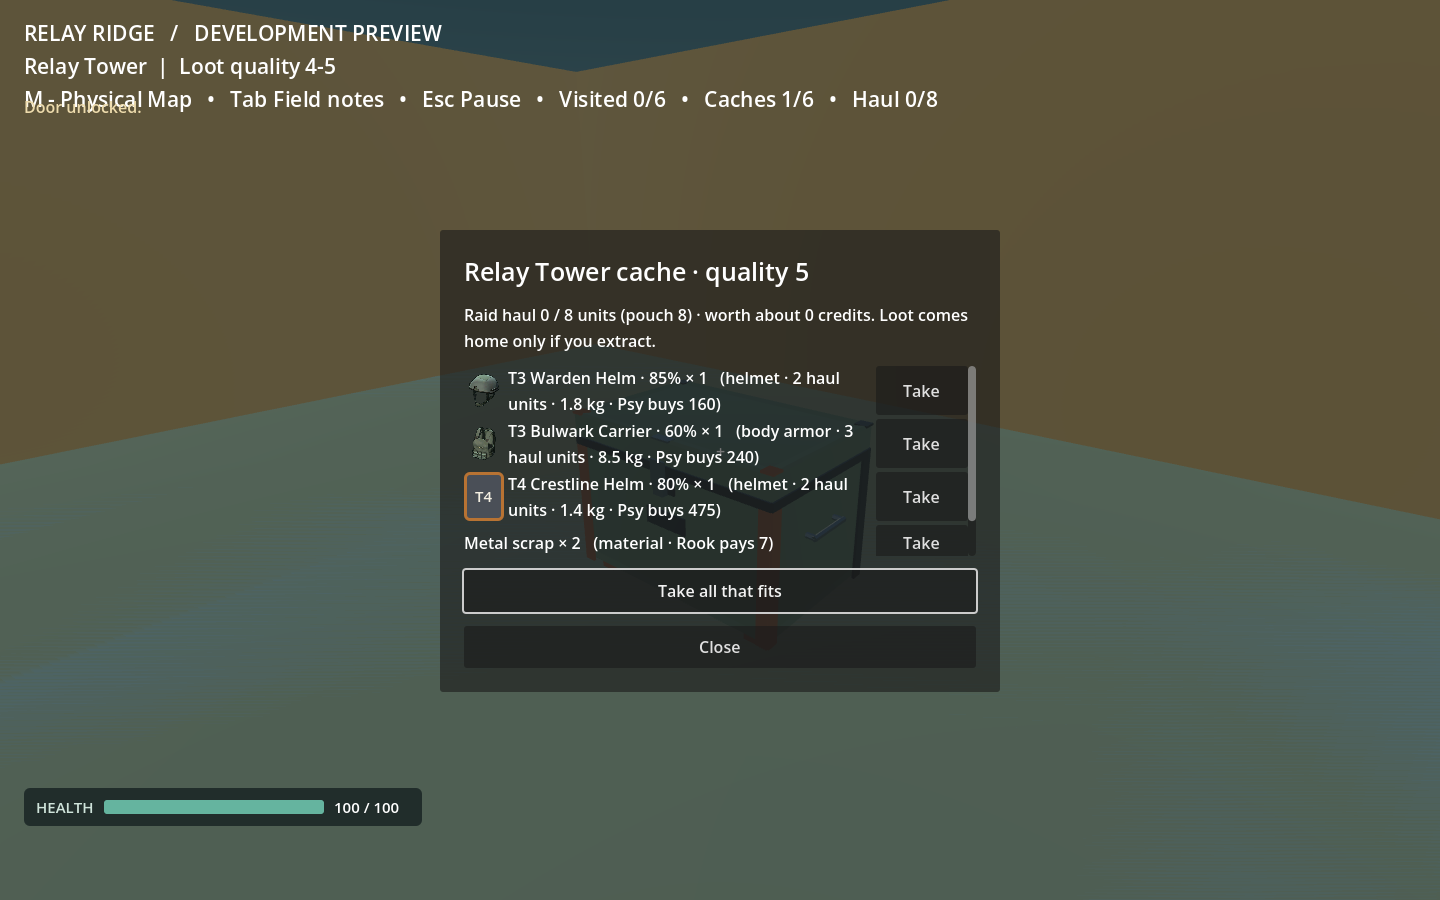 RELAY RIDGE / DEVELOPMENT PREVIEW
Relay Tower | Loot quality 4-5
M - Physical Map • Tab Field notes • Esc Pause • Visited 0/6 • Caches 1/6 • Haul 0/8
Door unlocked.
Relay Tower cache · quality 5
Raid haul 0 / 8 units (pouch 8) · worth about 0 credits. Loot comes
home only if you extract.
T3 Warden Helm · 85% × 1 (helmet · 2 haul
units · 1.8 kg · Psy buys 160)
Take
T3 Bulwark Carrier · 60% × 1 (body armor · 3
haul units · 8.5 kg · Psy buys 240)
Take
T4
T4 Crestline Helm · 80% × 1 (helmet · 2 haul
units · 1.4 kg · Psy buys 475)
Take
Metal scrap × 2 (material · Rook pays 7)
Take
Take all that fits
Close
HEALTH 100 / 100